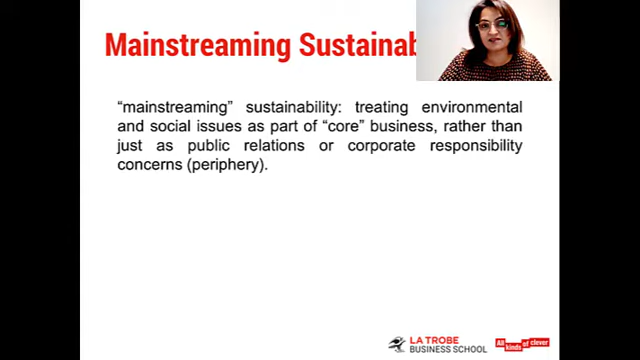 Mainstreaming Sustainab
“mainstreaming” sustainability: treating environmental
and social issues as part of “core” business, rather than
just as public relations or corporate responsibility
concerns (periphery).
LA TROBE
BUSINESS SCHOOL
All kinds of clever